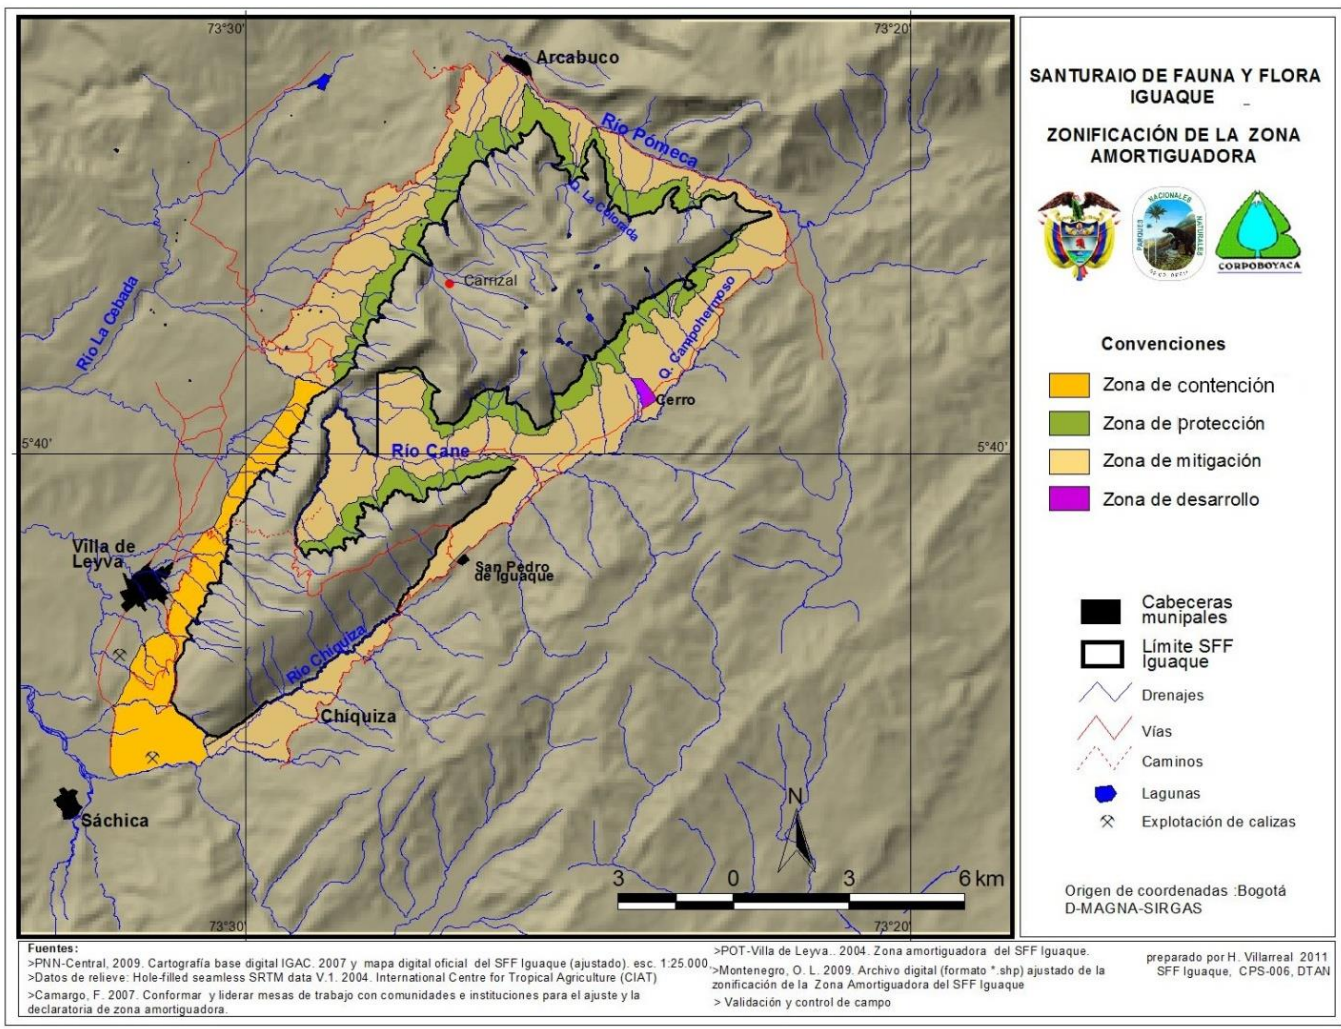 73°30'
73°20'
Arcabuco
Río Pómeca
Q. La Colorada
Carrizal
Río La Cebada
Q. Campohermoso
Cerro
5°40'
5°40'
Río Cane
Villa de
Leyva
San Pedro
de Iguaque
Río Chíquiza
Chíquiza
Sáchica
N
3 0 3 6 km
73°30'
73°20'
SANTURAIO DE FAUNA Y FLORA
IGUAQUE
ZONIFICACIÓN DE LA ZONA
AMORTIGUADORA
PARQUES NACIONALES NATURALES
CORPOBOYACA
Convenciones
Zona de contención
Zona de protección
Zona de mitigación
Zona de desarrollo
Cabeceras
munipales
Límite SFF
Iguaque
Drenajes
Vías
Caminos
Lagunas
Explotación de calizas
Origen de coordenadas :Bogotá
D-MAGNA-SIRGAS
Fuentes:
>PNN-Central, 2009. Cartografía base digital IGAC. 2007 y mapa digital oficial del SFF Iguaque (ajustado). esc. 1:25.000.
>Datos de relieve: Hole-filled seamless SRTM data V.1. 2004. International Centre for Tropical Agriculture (CIAT)
>Camargo, F. 2007. Conformar y liderar mesas de trabajo con comunidades e instituciones para el ajuste y la
declaratoria de zona amortiguadora.
>POT-Villa de Leyva.. 2004. Zona amortiguadora del SFF Iguaque.
>Montenegro, O. L. 2009. Archivo digital (formato *.shp) ajustado de la
zonificación de la Zona Amortiguadora del SFF Iguaque
> Validación y control de campo
preparado por H. Villarreal 2011
SFF Iguaque, CPS-006, DTAN